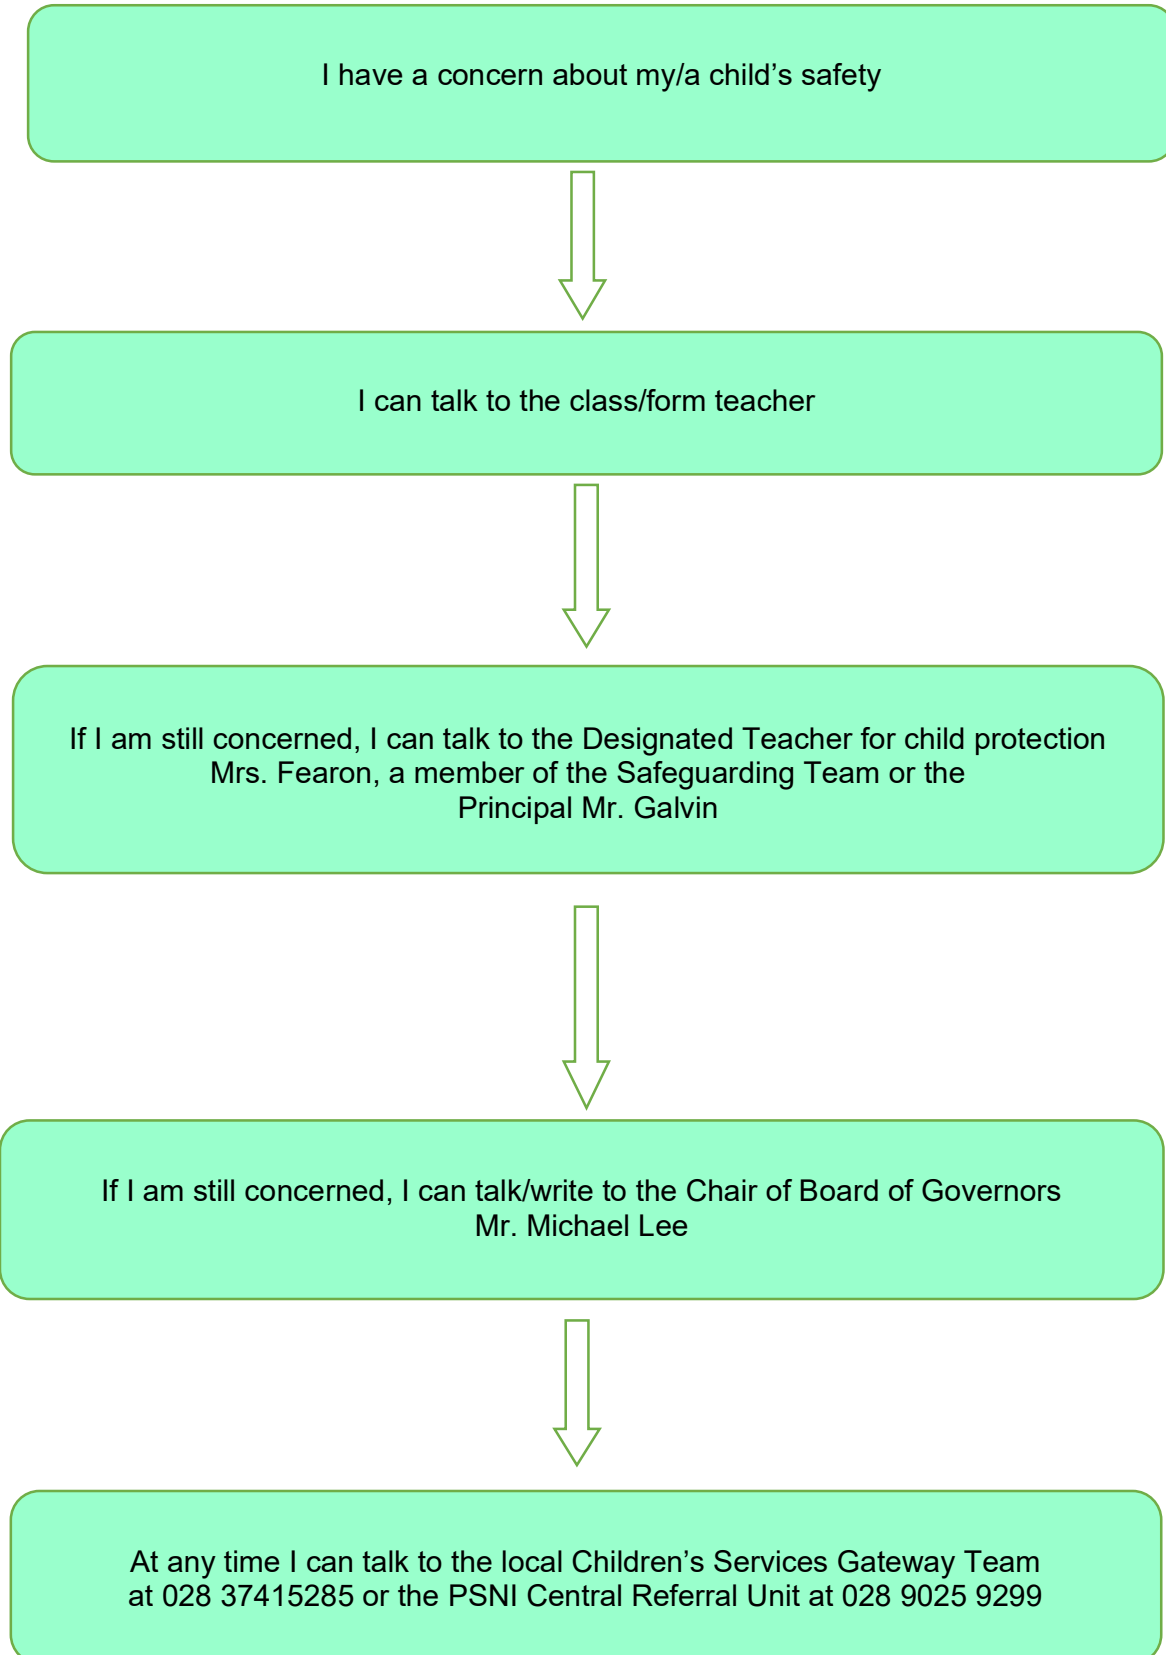 I have a concern about my/a child’s safety
I can talk to the class/form teacher
If I am still concerned, I can talk to the Designated Teacher for child protection
Mrs. Fearon, a member of the Safeguarding Team or the
Principal Mr. Galvin
If I am still concerned, I can talk/write to the Chair of Board of Governors
Mr. Michael Lee
At any time I can talk to the local Children’s Services Gateway Team
at 028 37415285 or the PSNI Central Referral Unit at 028 9025 9299